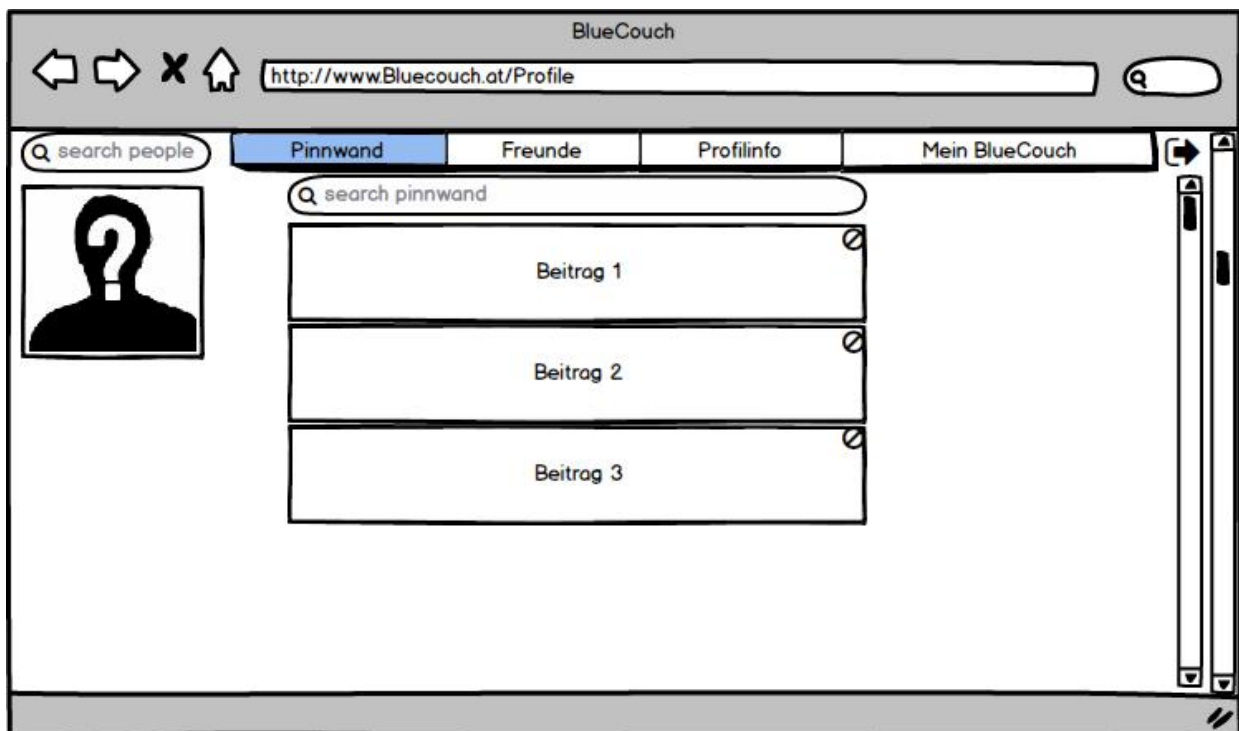 BlueCouch
http://www.Bluecouch.at/Profile
search people
Pinnwand
Freunde
Profilinfo
Mein BlueCouch
search pinnwand
Beitrag 1
Beitrag 2
Beitrag 3